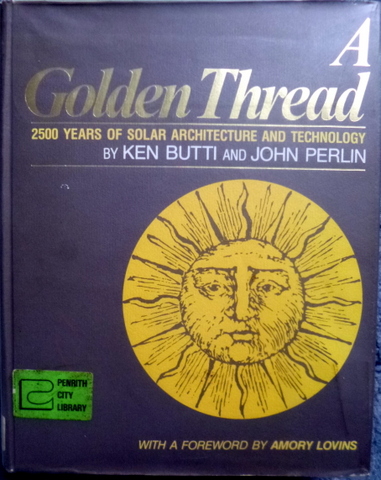 A
Golden Thread
2500 YEARS OF SOLAR ARCHITECTURE AND TECHNOLOGY
BY KEN BUTTI AND JOHN PERLIN
PENRITH
CITY
LIBRARY
WITH A FOREWORD BY AMORY LOVINS